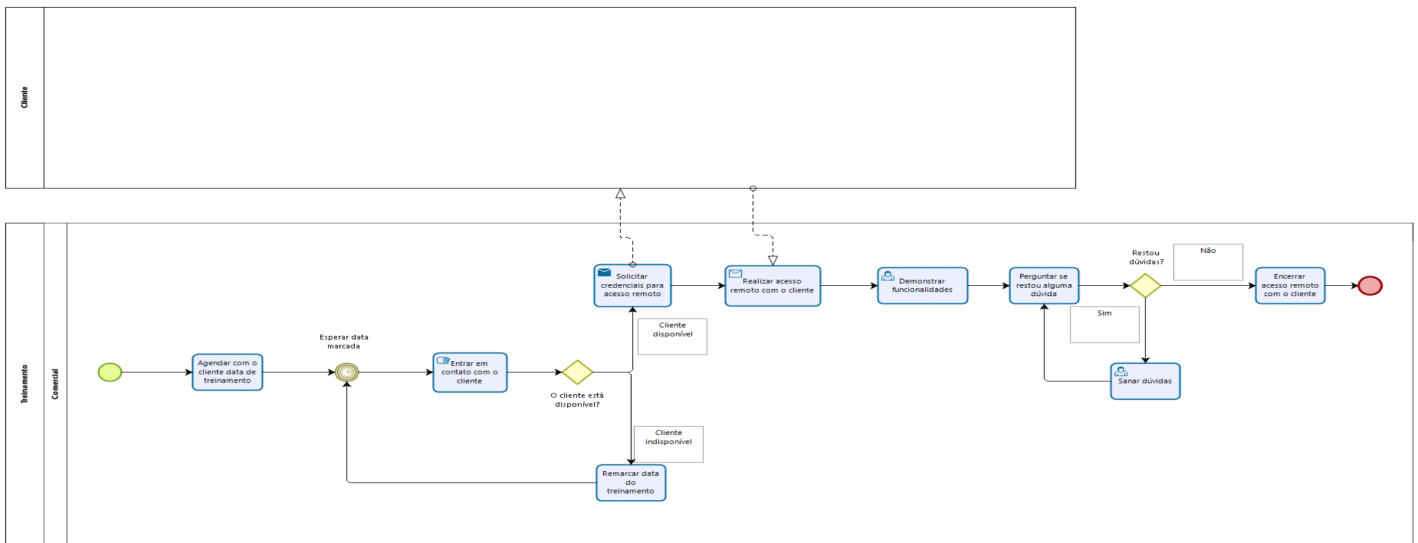 Cliente
Treinamento
Comercial
Agendar com o
cliente data de
treinamento
Esperar data
marcada
Entrar em
contato com o
cliente
O cliente está
disponível?
Cliente
disponível
Cliente
indisponível
Remarcar data
do
treinamento
Solicitar
credenciais para
acesso remoto
Realizar acesso
remoto com o cliente
Demonstrar
funcionalidades
Perguntar se
restou alguma
dúvida
Restou
dúvidas?
Não
Sim
Sanar dúvidas
Encerrar
acesso remoto
com o cliente